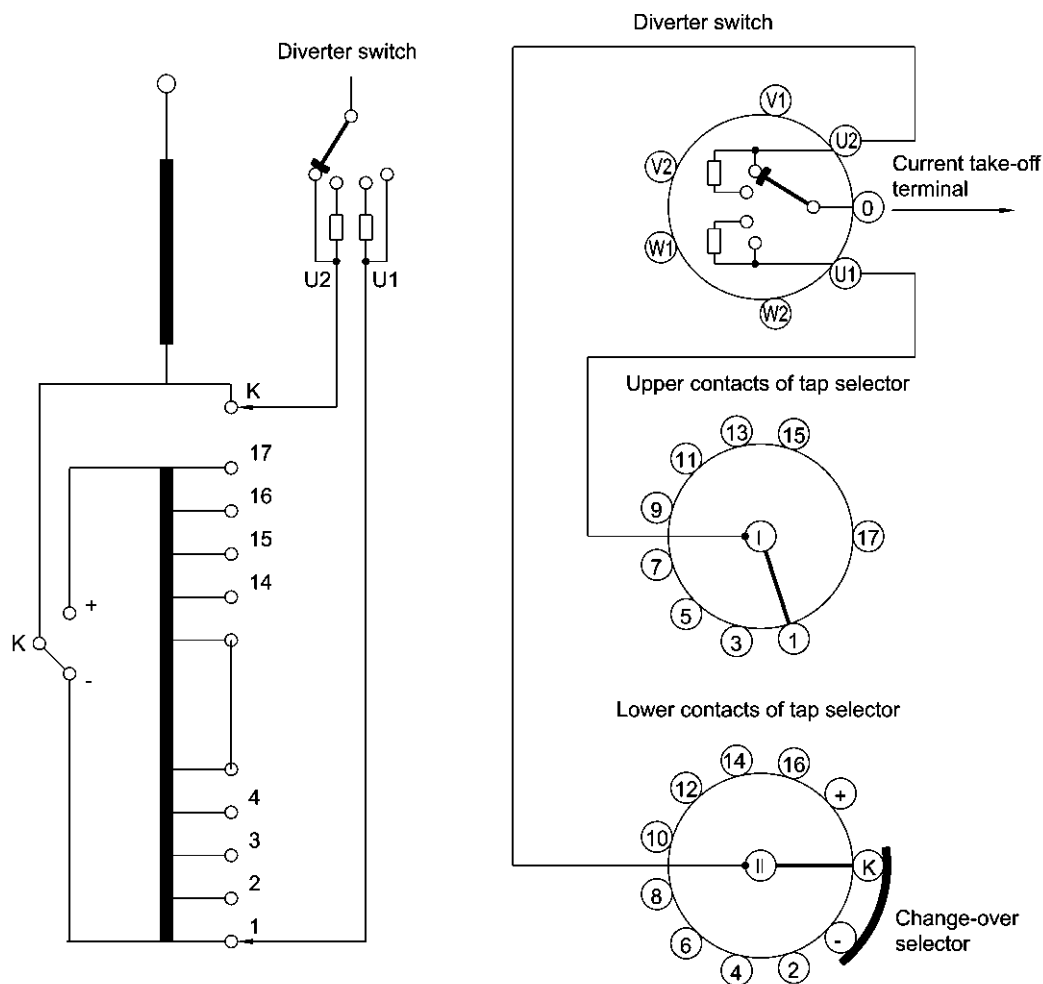 Diverter switch
U2
U1
K
17
16
15
14
+
K
-
4
3
2
1
Diverter switch
V1
U2
V2
Current take-off
terminal
0
W1
U1
W2
Upper contacts of tap selector
13
15
11
9
I
17
7
5
3
1
Lower contacts of tap selector
14
16
12
+
10
II
K
8
Change-over
selector
6
-
4
2